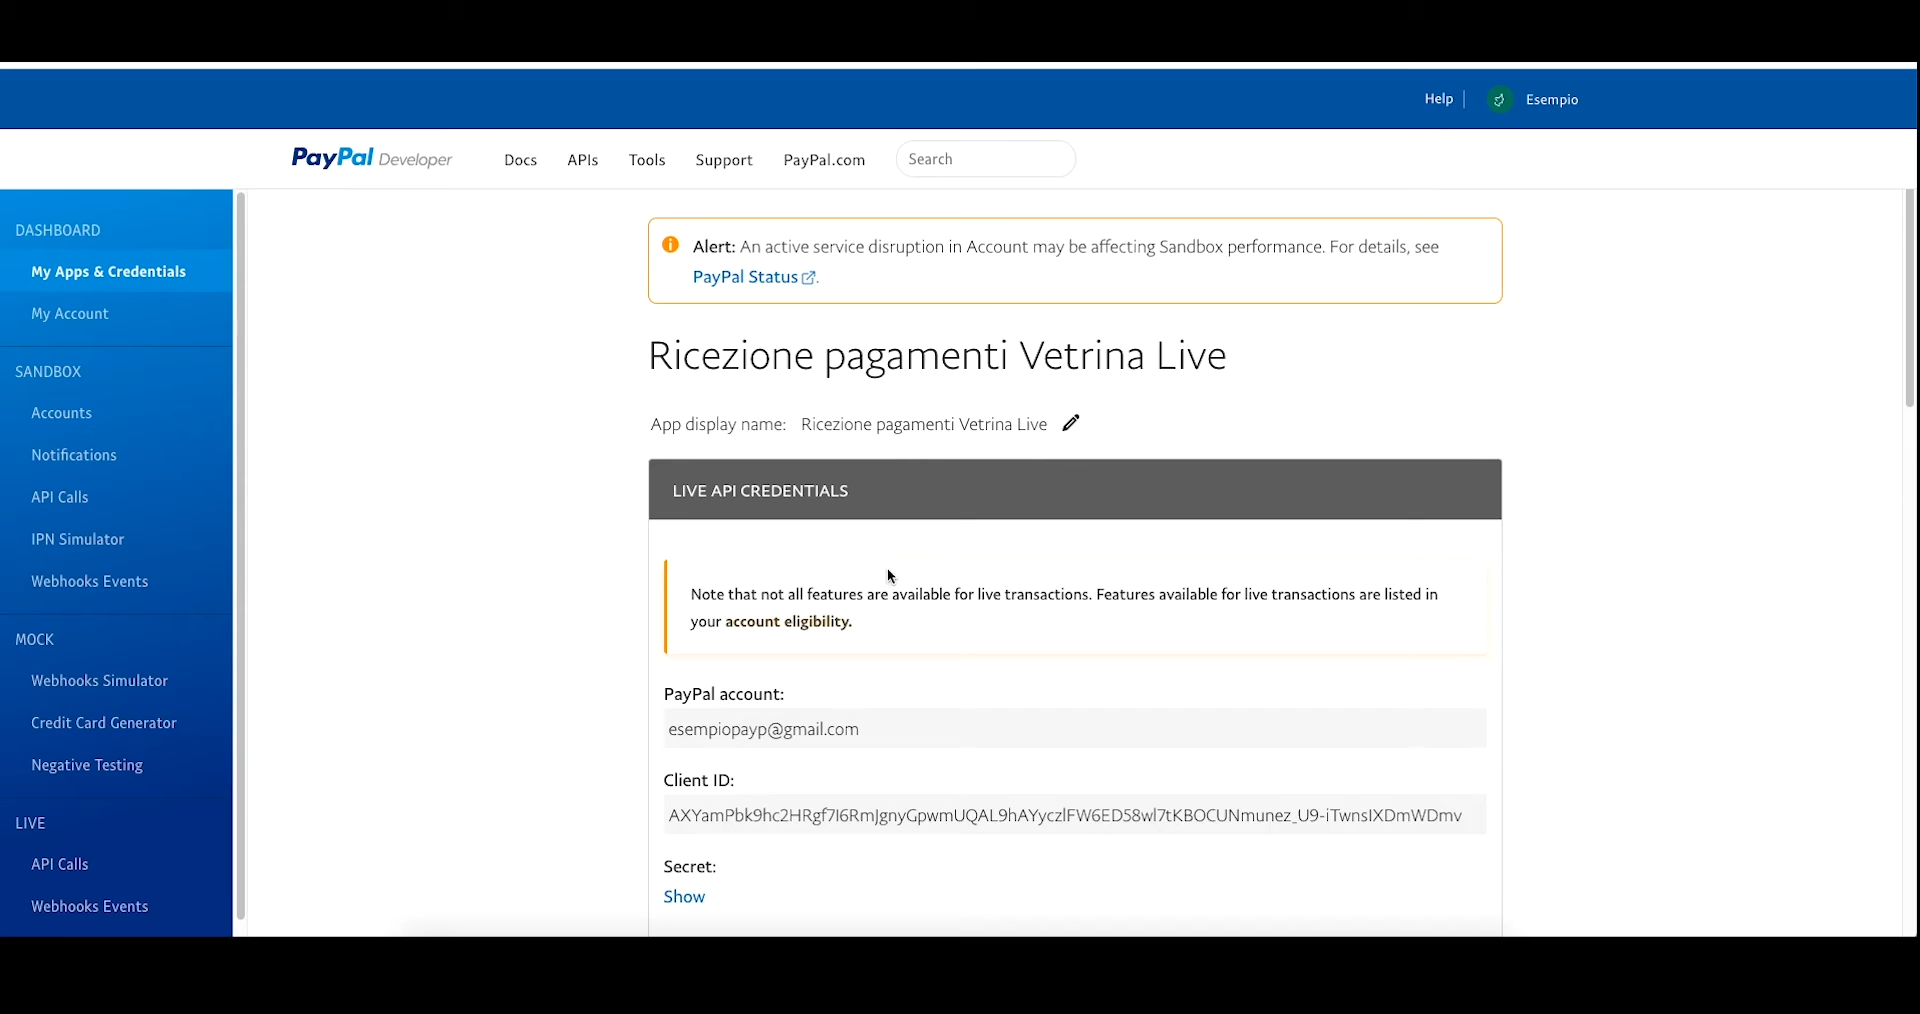 Help
Esempio
PayPal Developer
Docs
APIs
Tools
Support
PayPal.com
Search
DASHBOARD
My Apps & Credentials
My Account
SANDBOX
Accounts
Notifications
API Calls
IPN Simulator
Webhooks Events
MOCK
Webhooks Simulator
Credit Card Generator
Negative Testing
LIVE
API Calls
Webhooks Events
Alert: An active service disruption in Account may be affecting Sandbox performance. For details, see
PayPal Status.
Ricezione pagamenti Vetrina Live
App display name: Ricezione pagamenti Vetrina Live
LIVE API CREDENTIALS
Note that not all features are available for live transactions. Features available for live transactions are listed in
your account eligibility.
PayPal account:
esempiopayp@gmail.com
Client ID:
AXYamPbk9hc2HRgf7I6RmJgnyGpwmUQAL9hAYyczlFW6ED58wl7tKBOCUNmunez_U9-iTwnsIXDmWDmv
Secret:
Show